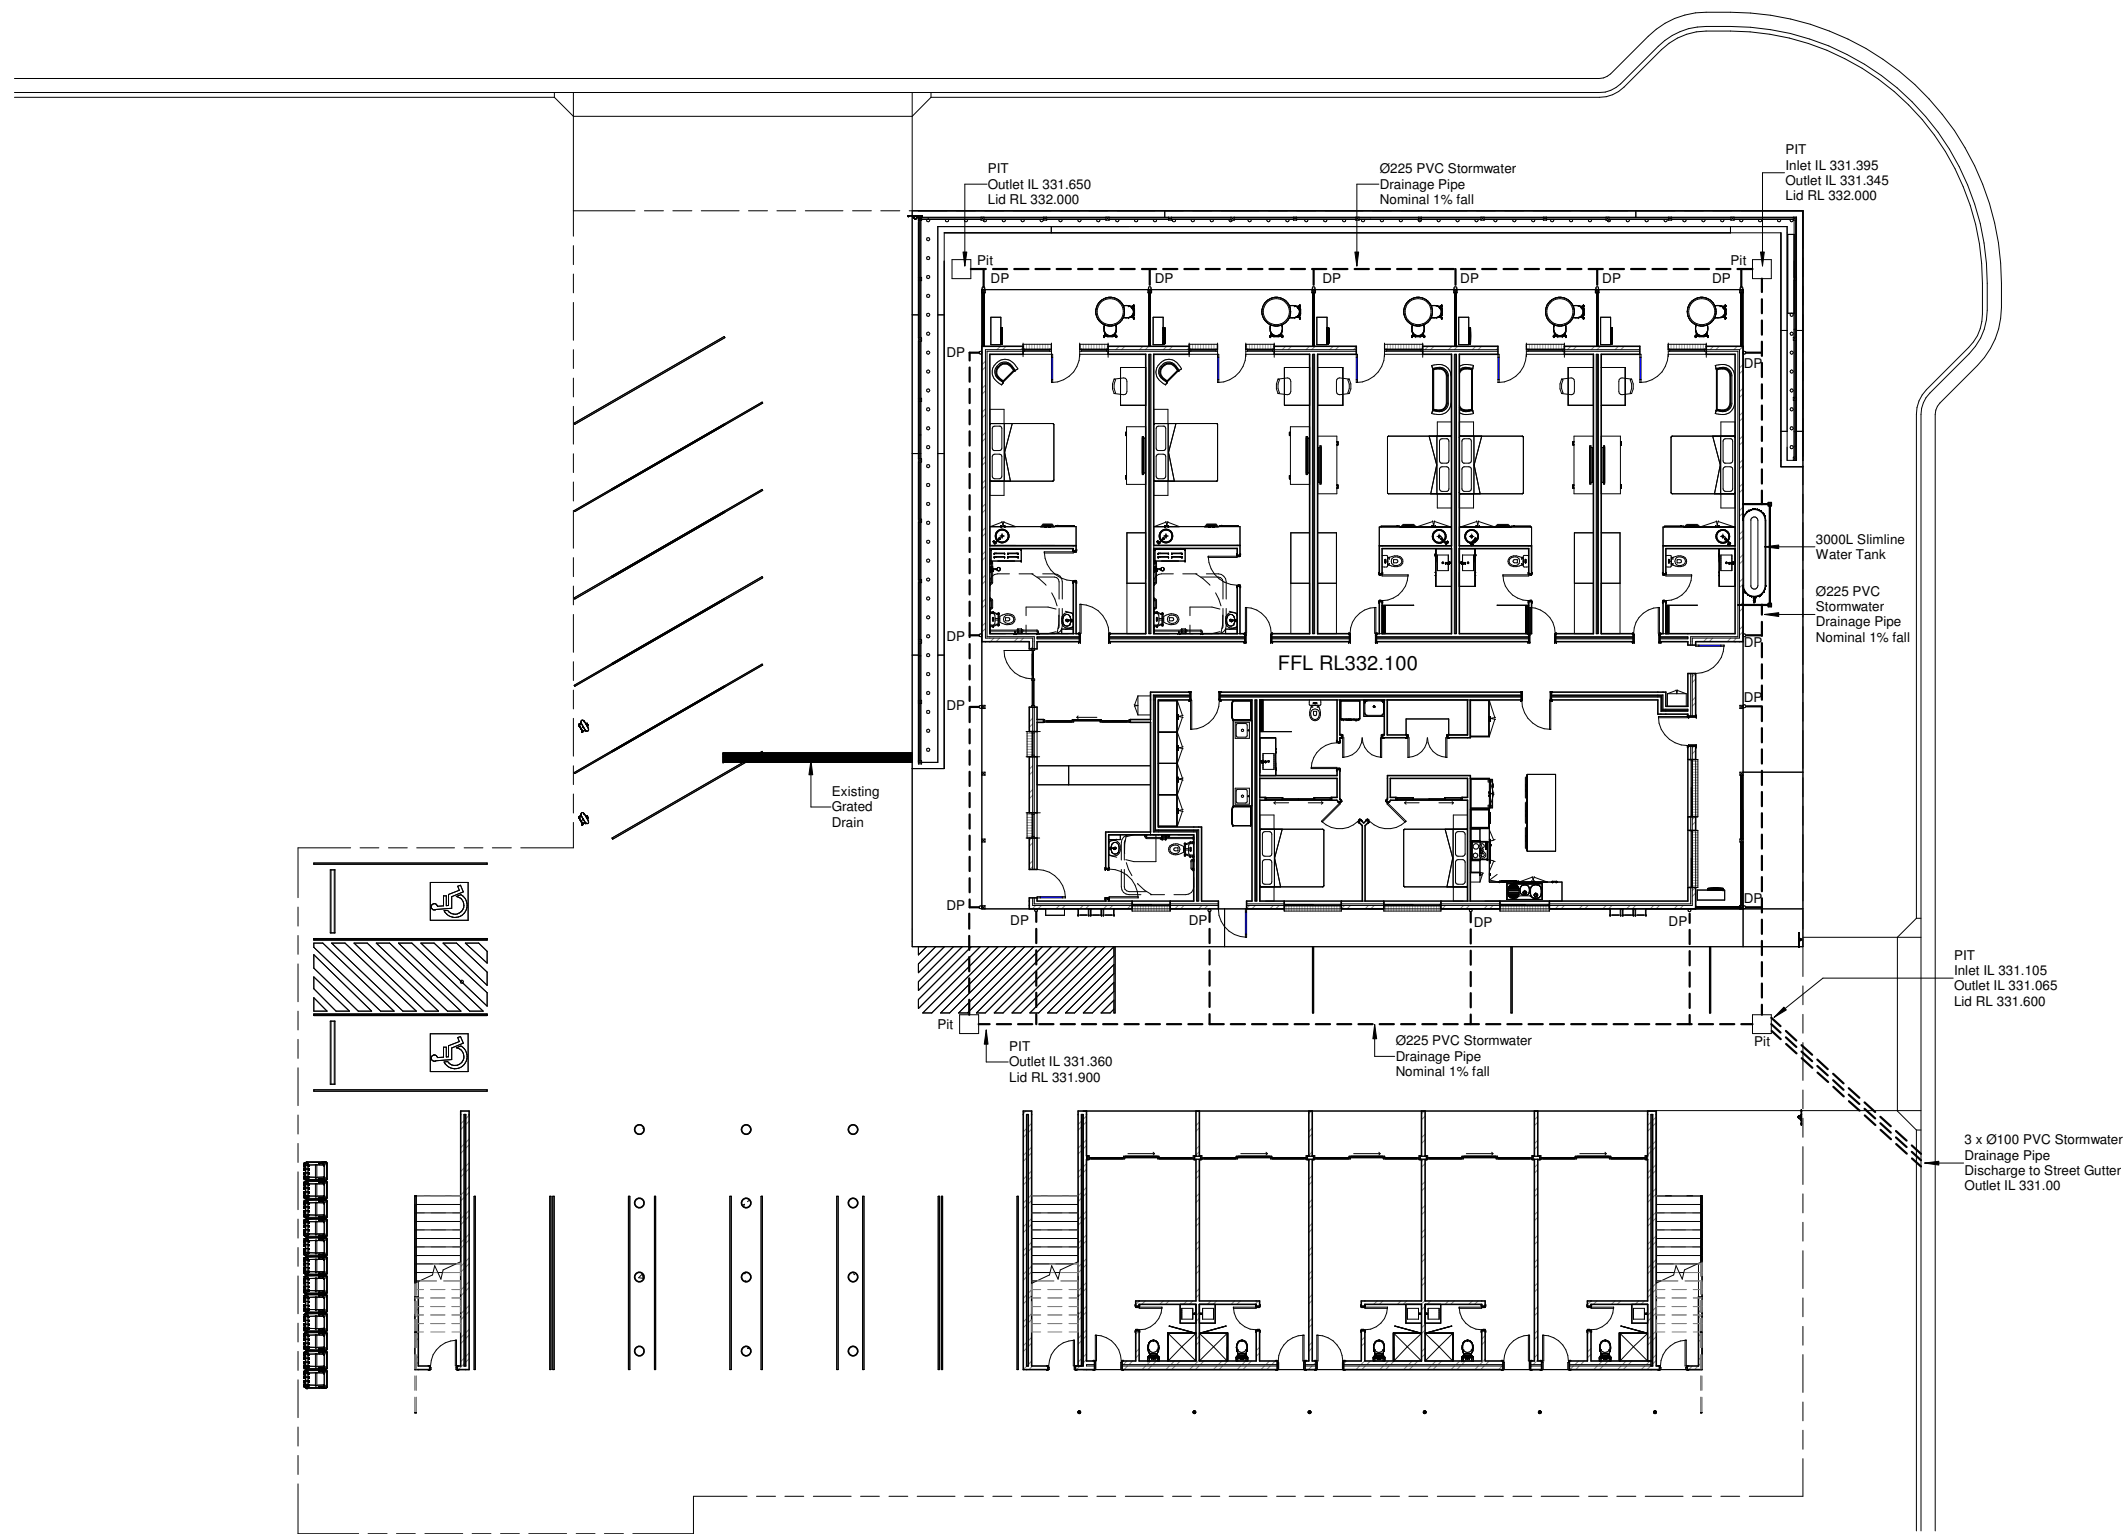 PIT
Outlet IL 331.650
Lid RL 332.000
Ø225 PVC Stormwater
Drainage Pipe
Nominal 1% fall
PIT
Inlet IL 331.395
Outlet IL 331.345
Lid RL 332.000
Pit
Pit
DP
DP
DP
DP
DP
DP
DP
DP
3000L Slimline
Water Tank
Ø225 PVC
Stormwater
Drainage Pipe
Nominal 1% fall
DP
DP
FFL RL332.100
DP
DP
Existing
Grated
Drain
DP
DP
DP
DP
DP
DP
PIT
Inlet IL 331.105
Outlet IL 331.065
Lid RL 331.600
Pit
Pit
PIT
Outlet IL 331.360
Lid RL 331.900
Ø225 PVC Stormwater
Drainage Pipe
Nominal 1% fall
3 x Ø100 PVC Stormwater
Drainage Pipe
Discharge to Street Gutter
Outlet IL 331.00